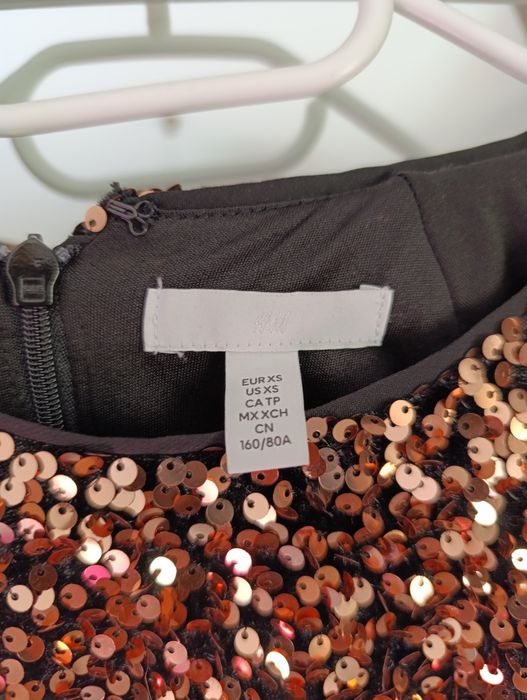 H&M
EUR XS
US XS
CA TP
MX XCH
CN
160/80A